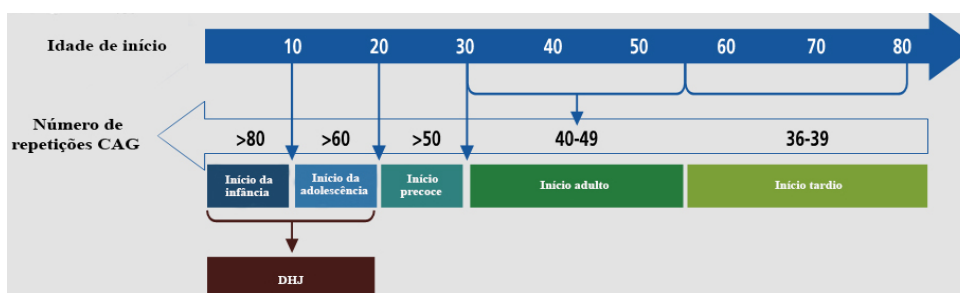 Idade de início
10 20 30 40 50 60 70 80
Número de
repetições CAG
>80 >60 >50 40-49 36-39
Início da
infância
Início da
adolescência
Início
precoce
Início adulto
Início tardio
DHJ